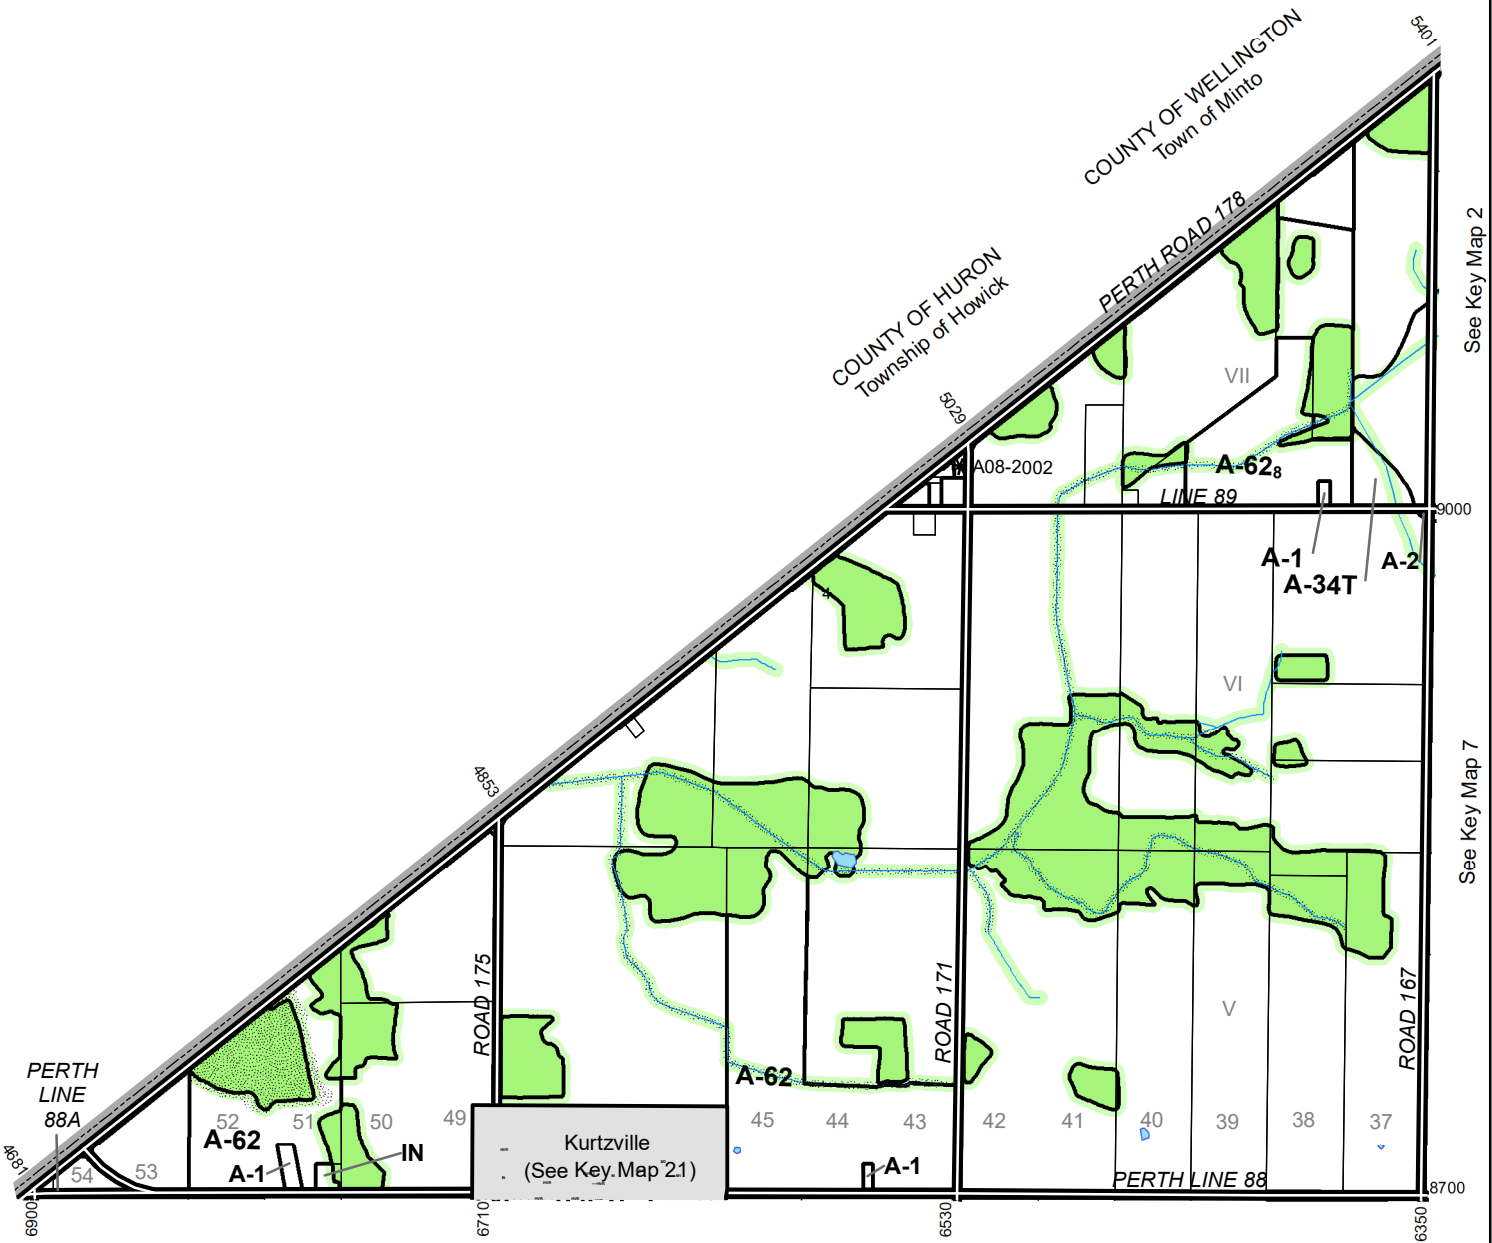 5401
COUNTY OF WELLINGTON
Town of Minto
PERTH ROAD 178
See Key Map 2
COUNTY OF HURON
Township of Howick
VII
5029
A08-2002
A-62₈
LINE 89
9000
A-1
A-34T
A-2
4
VI
4853
See Key Map 7
ROAD 175
ROAD 171
V
ROAD 167
PERTH
LINE
88A
A-62
52
51
50
49
45
44
43
42
41
40
39
38
37
A-62
Kurtzville
(See Key Map 21)
IN
A-1
A-1
4681
54
53
PERTH LINE 88
8700
6900
6710
6530
6350